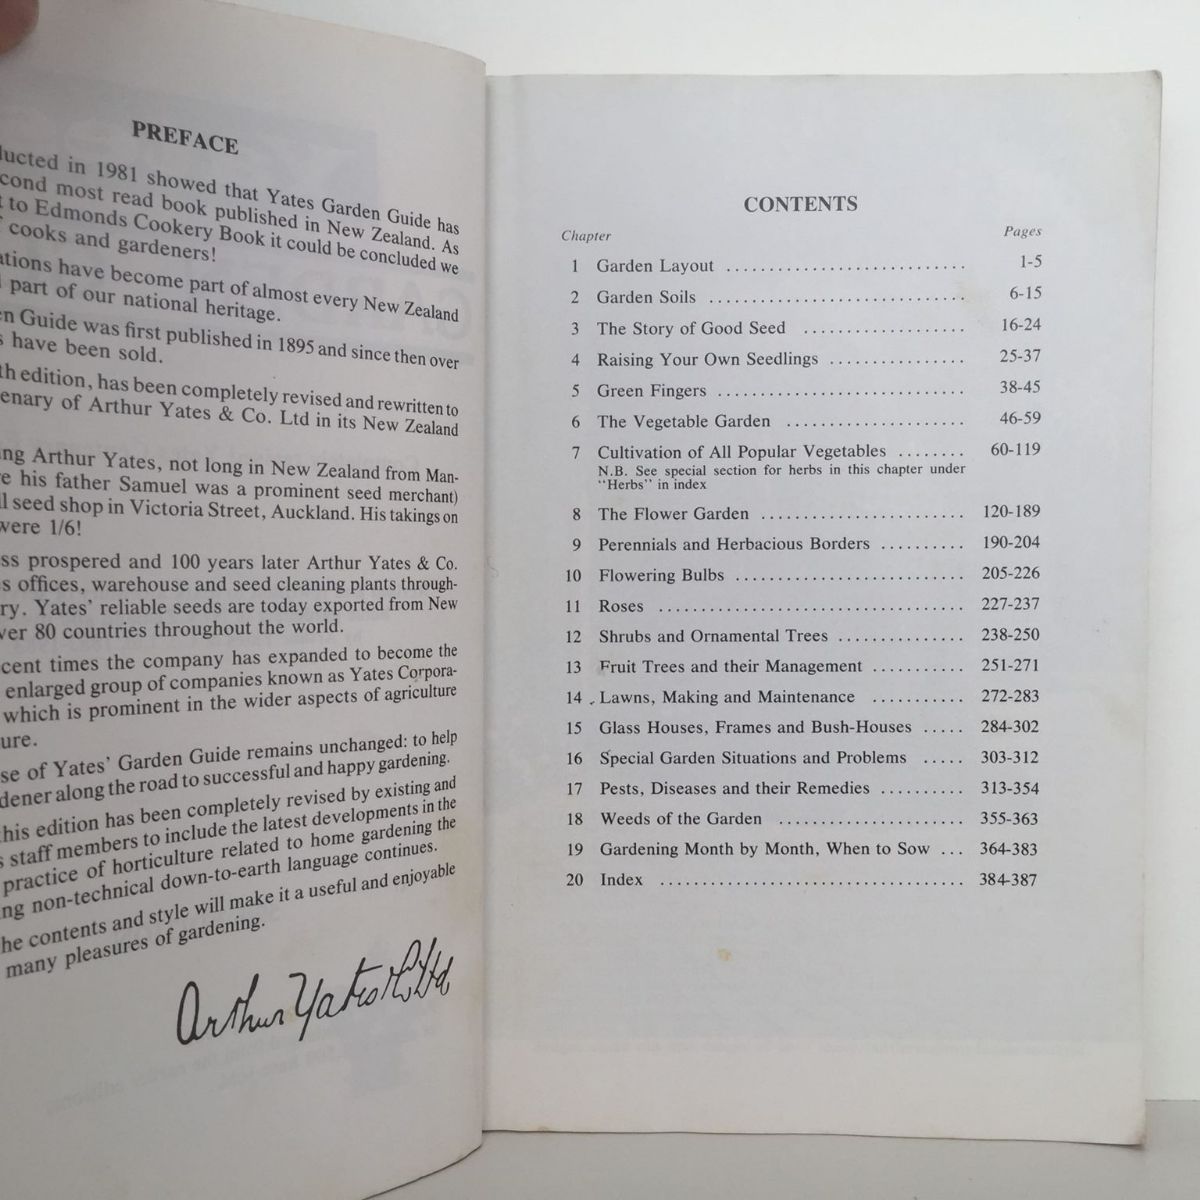 PREFACE
ucted in 1981 showed that Yates Garden Guide has
cond most read book published in New Zealand. As
t to Edmonds Cookery Book it could be concluded we
cooks and gardeners!
ations have become part of almost every New Zealand
part of our national heritage.
en Guide was first published in 1895 and since then over
s have been sold.
th edition, has been completely revised and rewritten to
enary of Arthur Yates & Co. Ltd in its New Zealand
ng Arthur Yates, not long in New Zealand from Man-
e his father Samuel was a prominent seed merchant)
ll seed shop in Victoria Street, Auckland. His takings on
were 1/6!
ss prospered and 100 years later Arthur Yates & Co.
s offices, warehouse and seed cleaning plants through-
ry. Yates' reliable seeds are today exported from New
ver 80 countries throughout the world.
cent times the company has expanded to become the
enlarged group of companies known as Yates Corpora-
which is prominent in the wider aspects of agriculture
ure.
se of Yates' Garden Guide remains unchanged: to help
dener along the road to successful and happy gardening.
his edition has been completely revised by existing and
s staff members to include the latest developments in the
practice of horticulture related to home gardening the
ng non-technical down-to-earth language continues.
he contents and style will make it a useful and enjoyable
many pleasures of gardening.
Arthur Yates & Co Ltd
CONTENTS
Chapter Pages
1 Garden Layout ............................ 1-5
2 Garden Soils .............................. 6-15
3 The Story of Good Seed ................... 16-24
4 Raising Your Own Seedlings ................ 25-37
5 Green Fingers ............................. 38-45
6 The Vegetable Garden ..................... 46-59
7 Cultivation of All Popular Vegetables ........ 60-119
N.B. See special section for herbs in this chapter under
"Herbs" in index
8 The Flower Garden ........................ 120-189
9 Perennials and Herbacious Borders .......... 190-204
10 Flowering Bulbs ........................... 205-226
11 Roses .................................... 227-237
12 Shrubs and Ornamental Trees ............... 238-250
13 Fruit Trees and their Management ........... 251-271
14 Lawns, Making and Maintenance ........... 272-283
15 Glass Houses, Frames and Bush-Houses ..... 284-302
16 Special Garden Situations and Problems ..... 303-312
17 Pests, Diseases and their Remedies .......... 313-354
18 Weeds of the Garden ...................... 355-363
19 Gardening Month by Month, When to Sow ... 364-383
20 Index .................................... 384-387